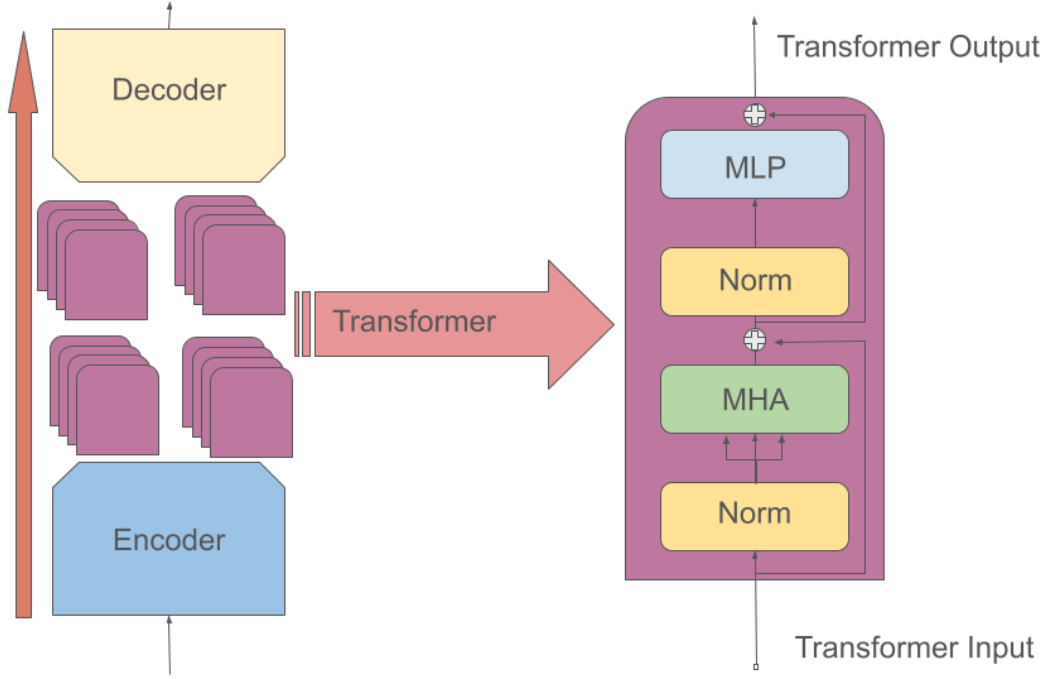 Decoder
Encoder
Transformer
Transformer Output
MLP
Norm
MHA
Norm
Transformer Input